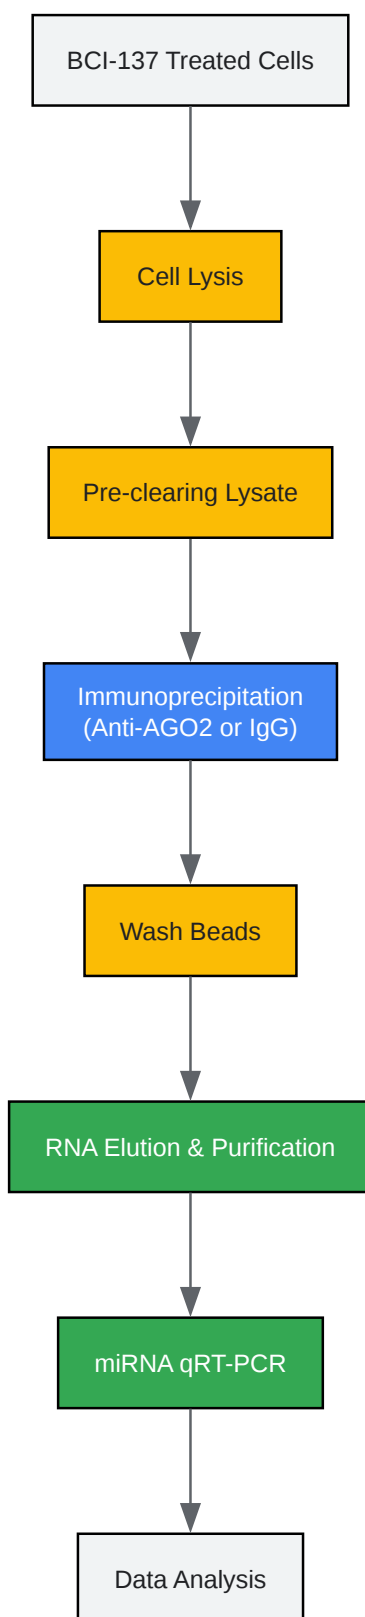 BCI-137 Treated Cells
Cell Lysis
Pre-clearing Lysate
Immunoprecipitation
(Anti-AGO2 or IgG)
Wash Beads
RNA Elution & Purification
miRNA qRT-PCR
Data Analysis